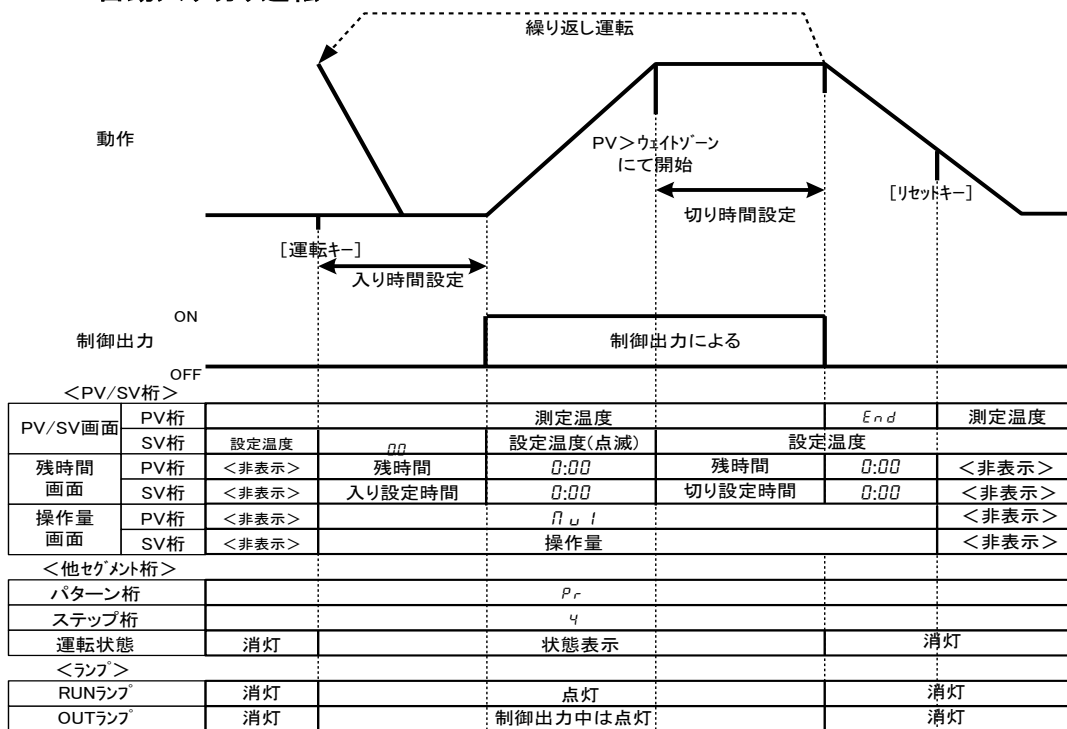 繰り返し運転
動作
PV＞ウェイトゾーン
にて開始
[リセットキー]
切り時間設定
[運転キー]
入り時間設定
ON
制御出力
制御出力による
OFF
＜PV/SV桁＞
PV/SV画面 PV桁 測定温度 End 測定温度
SV桁 設定温度 0.0 設定温度(点滅) 設定温度
残時間画面 PV桁 ＜非表示＞ 残時間 0:00 残時間 0:00 ＜非表示＞
SV桁 ＜非表示＞ 入り設定時間 0:00 切り設定時間 0:00 ＜非表示＞
操作量画面 PV桁 ＜非表示＞ ＜非表示＞
SV桁 ＜非表示＞ 操作量 ＜非表示＞
＜他セグメント桁＞
パターン桁 Pr
ステップ桁 4
運転状態 消灯 状態表示 消灯
＜ランプ＞
RUNランプ 消灯 点灯 消灯
OUTランプ 消灯 制御出力中は点灯 消灯